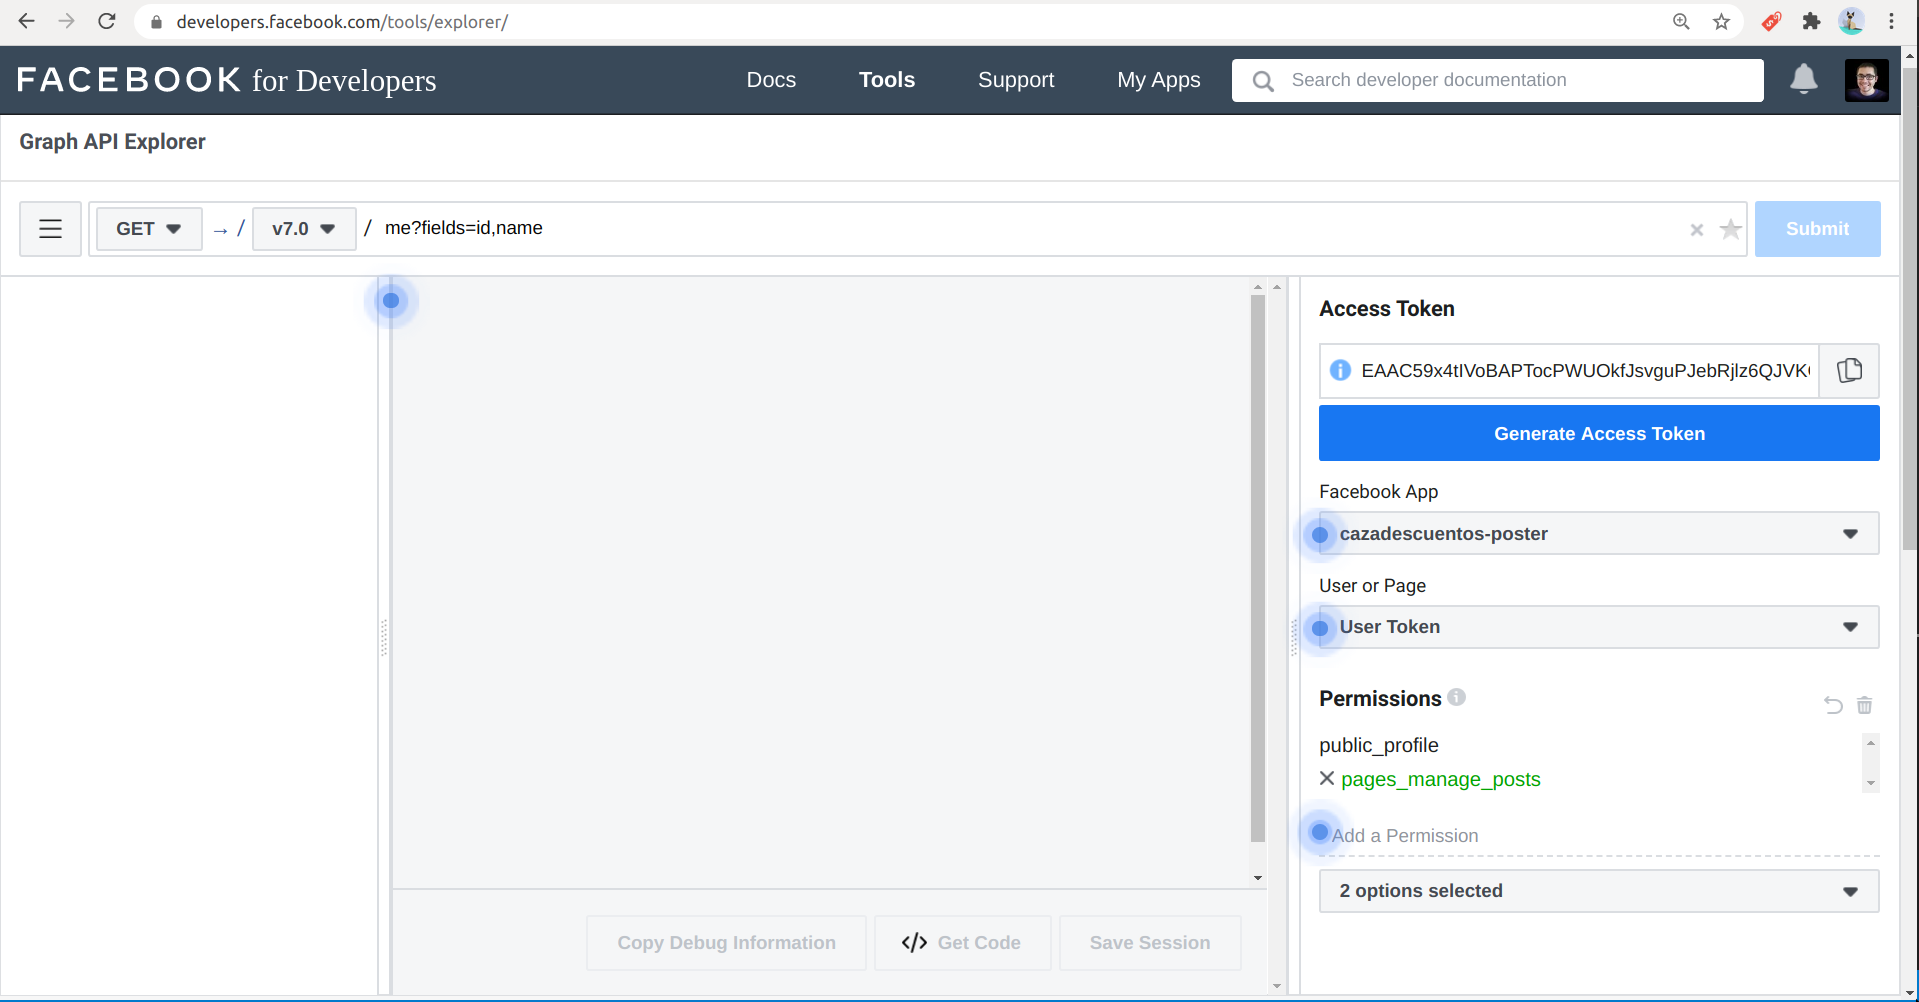 developers.facebook.com/tools/explorer/
FACEBOOK for Developers
Docs
Tools
Support
My Apps
Search developer documentation
Graph API Explorer
GET
→ /
v7.0
/
me?fields=id,name
Submit
Access Token
EAAC59x4tIVoBAPTocPWUOkfJsvguPJebRjlz6QJVK
Generate Access Token
Facebook App
cazadescuentos-poster
User or Page
User Token
Permissions
public_profile
pages_manage_posts
Add a Permission
2 options selected
Copy Debug Information
</> Get Code
Save Session